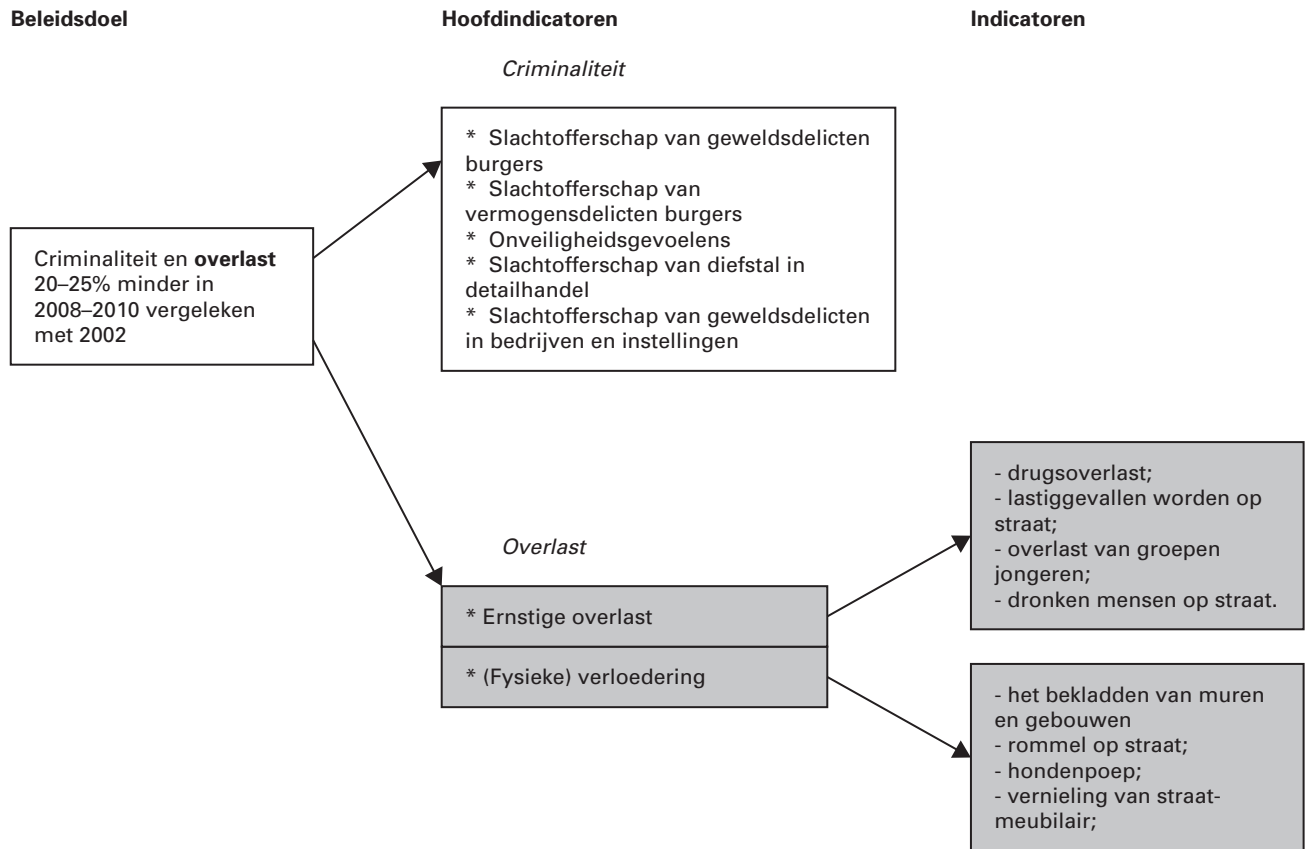 Beleidsdoel
Hoofdindicatoren
Indicatoren
Criminaliteit
* Slachtofferschap van geweldsdelicten
burgers
* Slachtofferschap van
vermogensdelicten burgers
* Onveiligheidsgevoelens
* Slachtofferschap van diefstal in
detailhandel
* Slachtofferschap van geweldsdelicten
in bedrijven en instellingen
Criminaliteit en overlast
20–25% minder in
2008–2010 vergeleken
met 2002
Overlast
* Ernstige overlast
* (Fysieke) verloedering
- drugsoverlast;
- lastiggevallen worden op
straat;
- overlast van groepen
jongeren;
- dronken mensen op straat.
- het bekladden van muren
en gebouwen
- rommel op straat;
- hondenpoep;
- vernieling van straat-
meubilair;